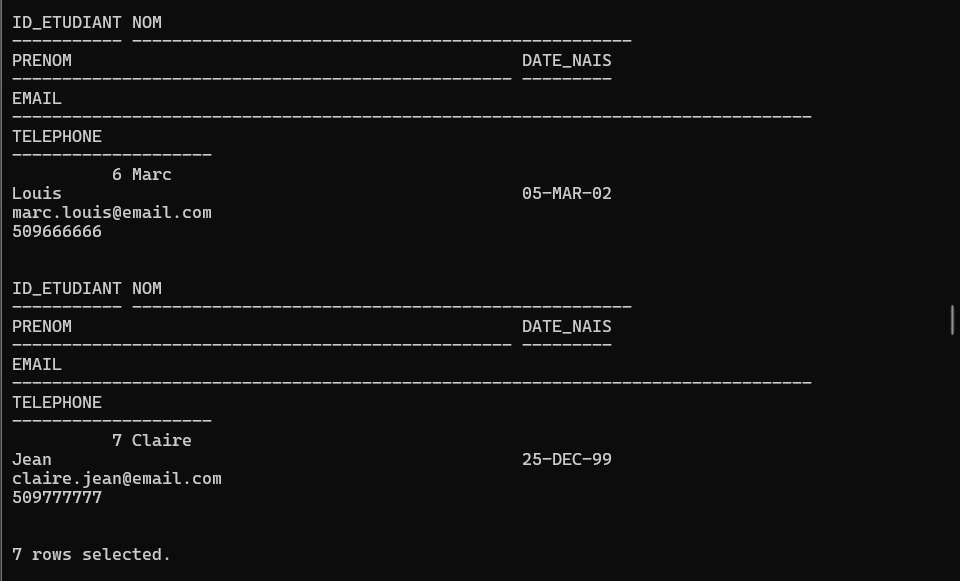 ID_ETUDIANT NOM
----------- --------------------------------------------------
PRENOM                                             DATE_NAIS
-------------------------------------------------- ---------
EMAIL
--------------------------------------------------------------------------------
TELEPHONE
--------------------
          6 Marc
Louis                                              05-MAR-02
marc.louis@email.com
509666666

ID_ETUDIANT NOM
----------- --------------------------------------------------
PRENOM                                             DATE_NAIS
-------------------------------------------------- ---------
EMAIL
--------------------------------------------------------------------------------
TELEPHONE
--------------------
          7 Claire
Jean                                               25-DEC-99
claire.jean@email.com
509777777

7 rows selected.